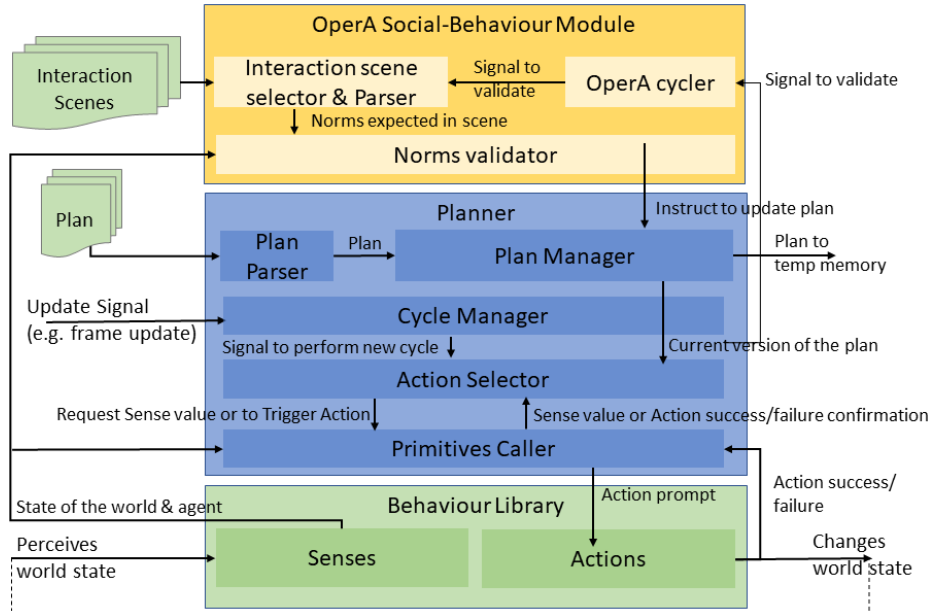 OperA Social-Behaviour Module
Interaction
Scenes
Interaction scene
selector & Parser
Signal to
validate
OperA cycler
Signal to validate
Norms expected in scene
Norms validator
Plan
Planner
Instruct to update plan
Plan
Parser
Plan
Plan Manager
Plan to
temp memory
Update Signal
(e.g. frame update)
Cycle Manager
Signal to perform new cycle
Current version of the plan
Action Selector
Request Sense value or to Trigger Action
Sense value or Action success/failure confirmation
Primitives Caller
State of the world & agent
Behaviour Library
Action prompt
Action success/
failure
Perceives
world state
Senses
Actions
Changes
world state